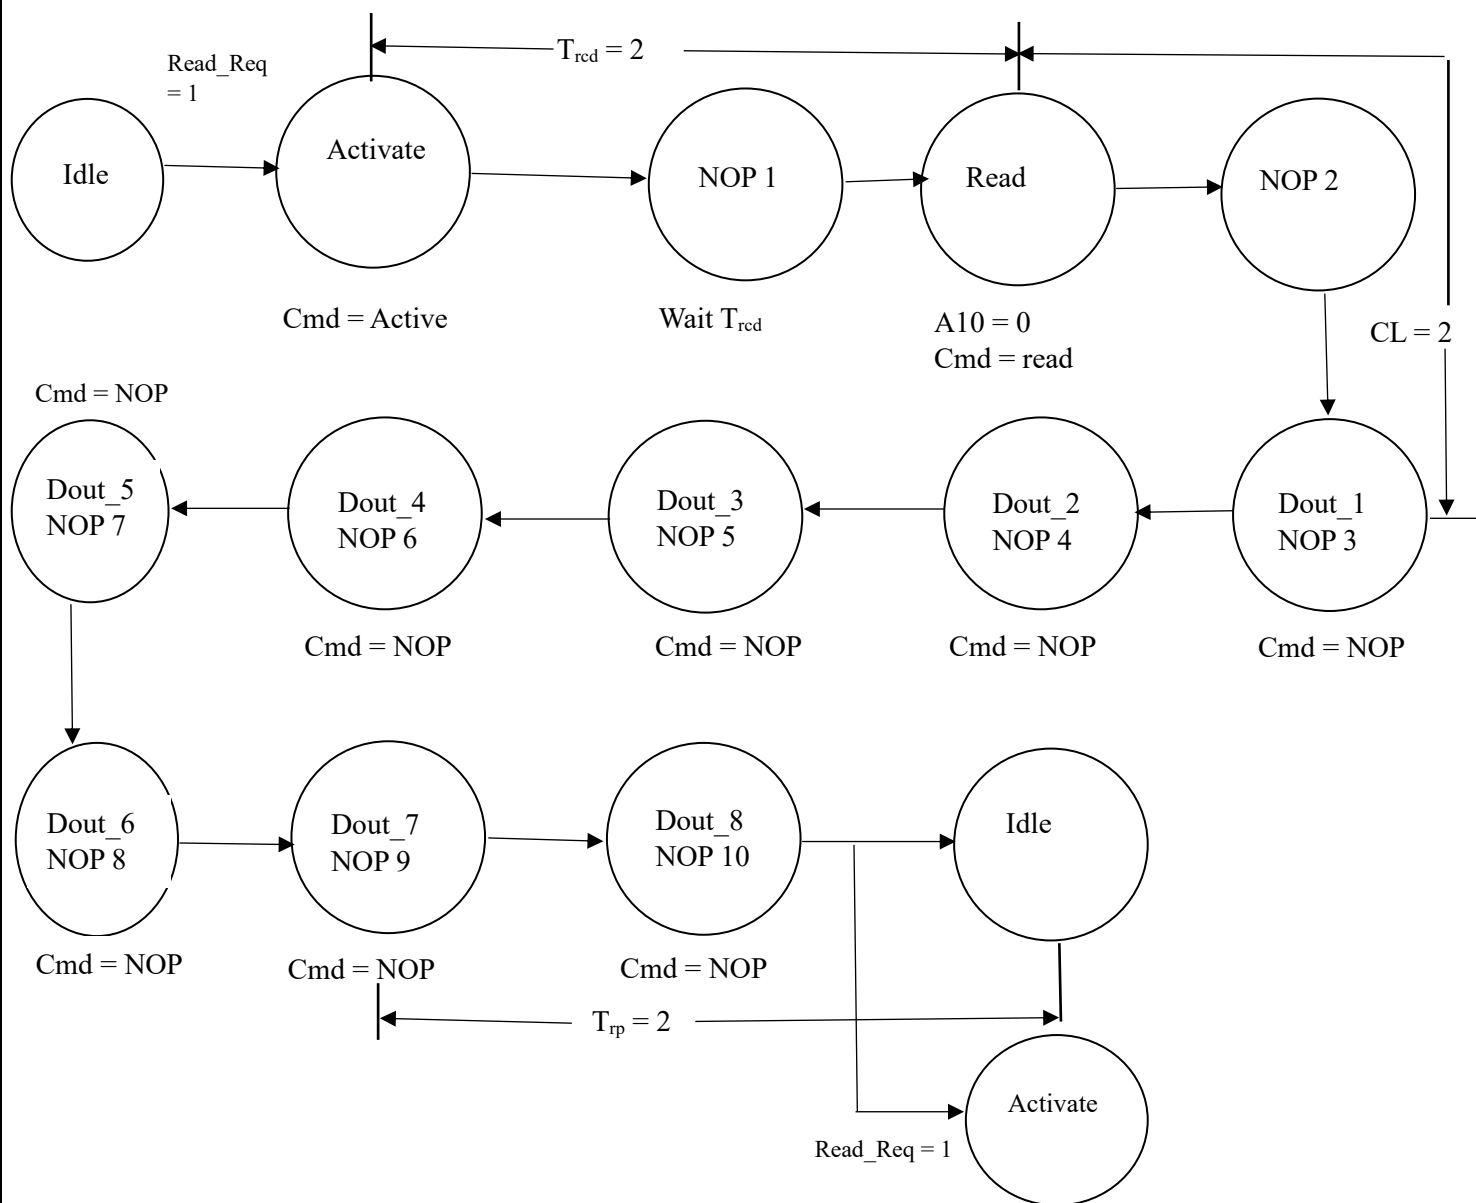 Read_Req
= 1
Trcd = 2
Idle
Activate
NOP 1
Read
NOP 2
Cmd = Active
Wait Trcd
A10 = 0
Cmd = read
CL = 2
Cmd = NOP
Dout_5
NOP 7
Dout_4
NOP 6
Dout_3
NOP 5
Dout_2
NOP 4
Dout_1
NOP 3
Cmd = NOP
Cmd = NOP
Cmd = NOP
Cmd = NOP
Dout_6
NOP 8
Dout_7
NOP 9
Dout_8
NOP 10
Idle
Cmd = NOP
Cmd = NOP
Cmd = NOP
Trp = 2
Activate
Read_Req = 1